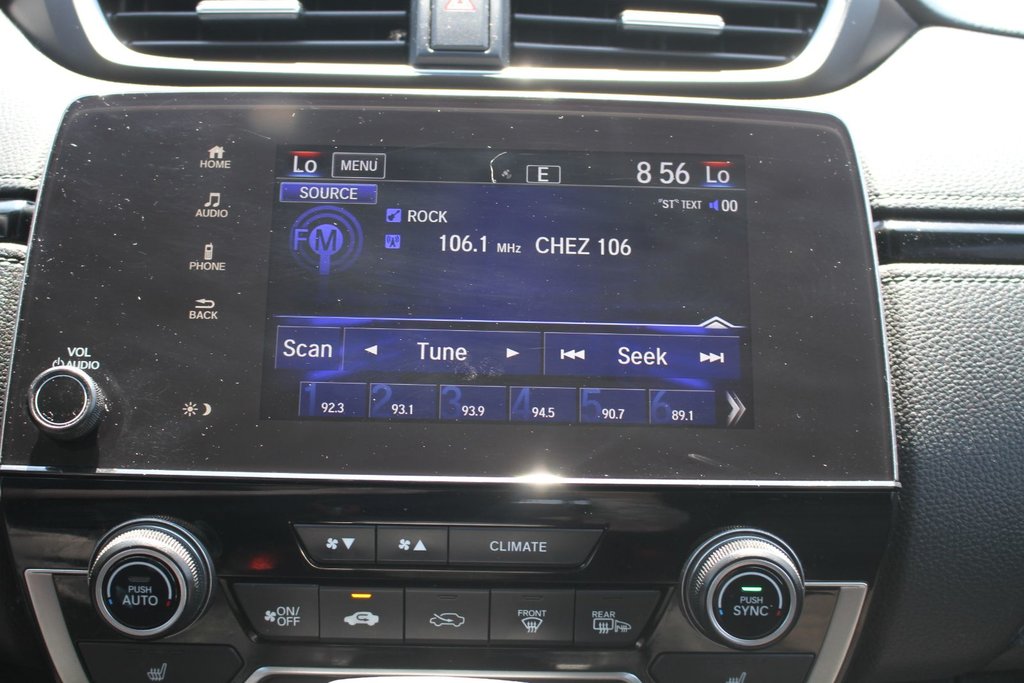 HOME
AUDIO
PHONE
BACK
VOL
AUDIO
Lo MENU E 8 56 Lo
SOURCE
"ST" TEXT 00
FM
ROCK
106.1 MHz CHEZ 106
Scan Tune Seek
1 92.3 2 93.1 3 93.9 4 94.5 5 90.7 6 89.1
CLIMATE
PUSH
AUTO
ON/
OFF
FRONT
REAR
PUSH
SYNC